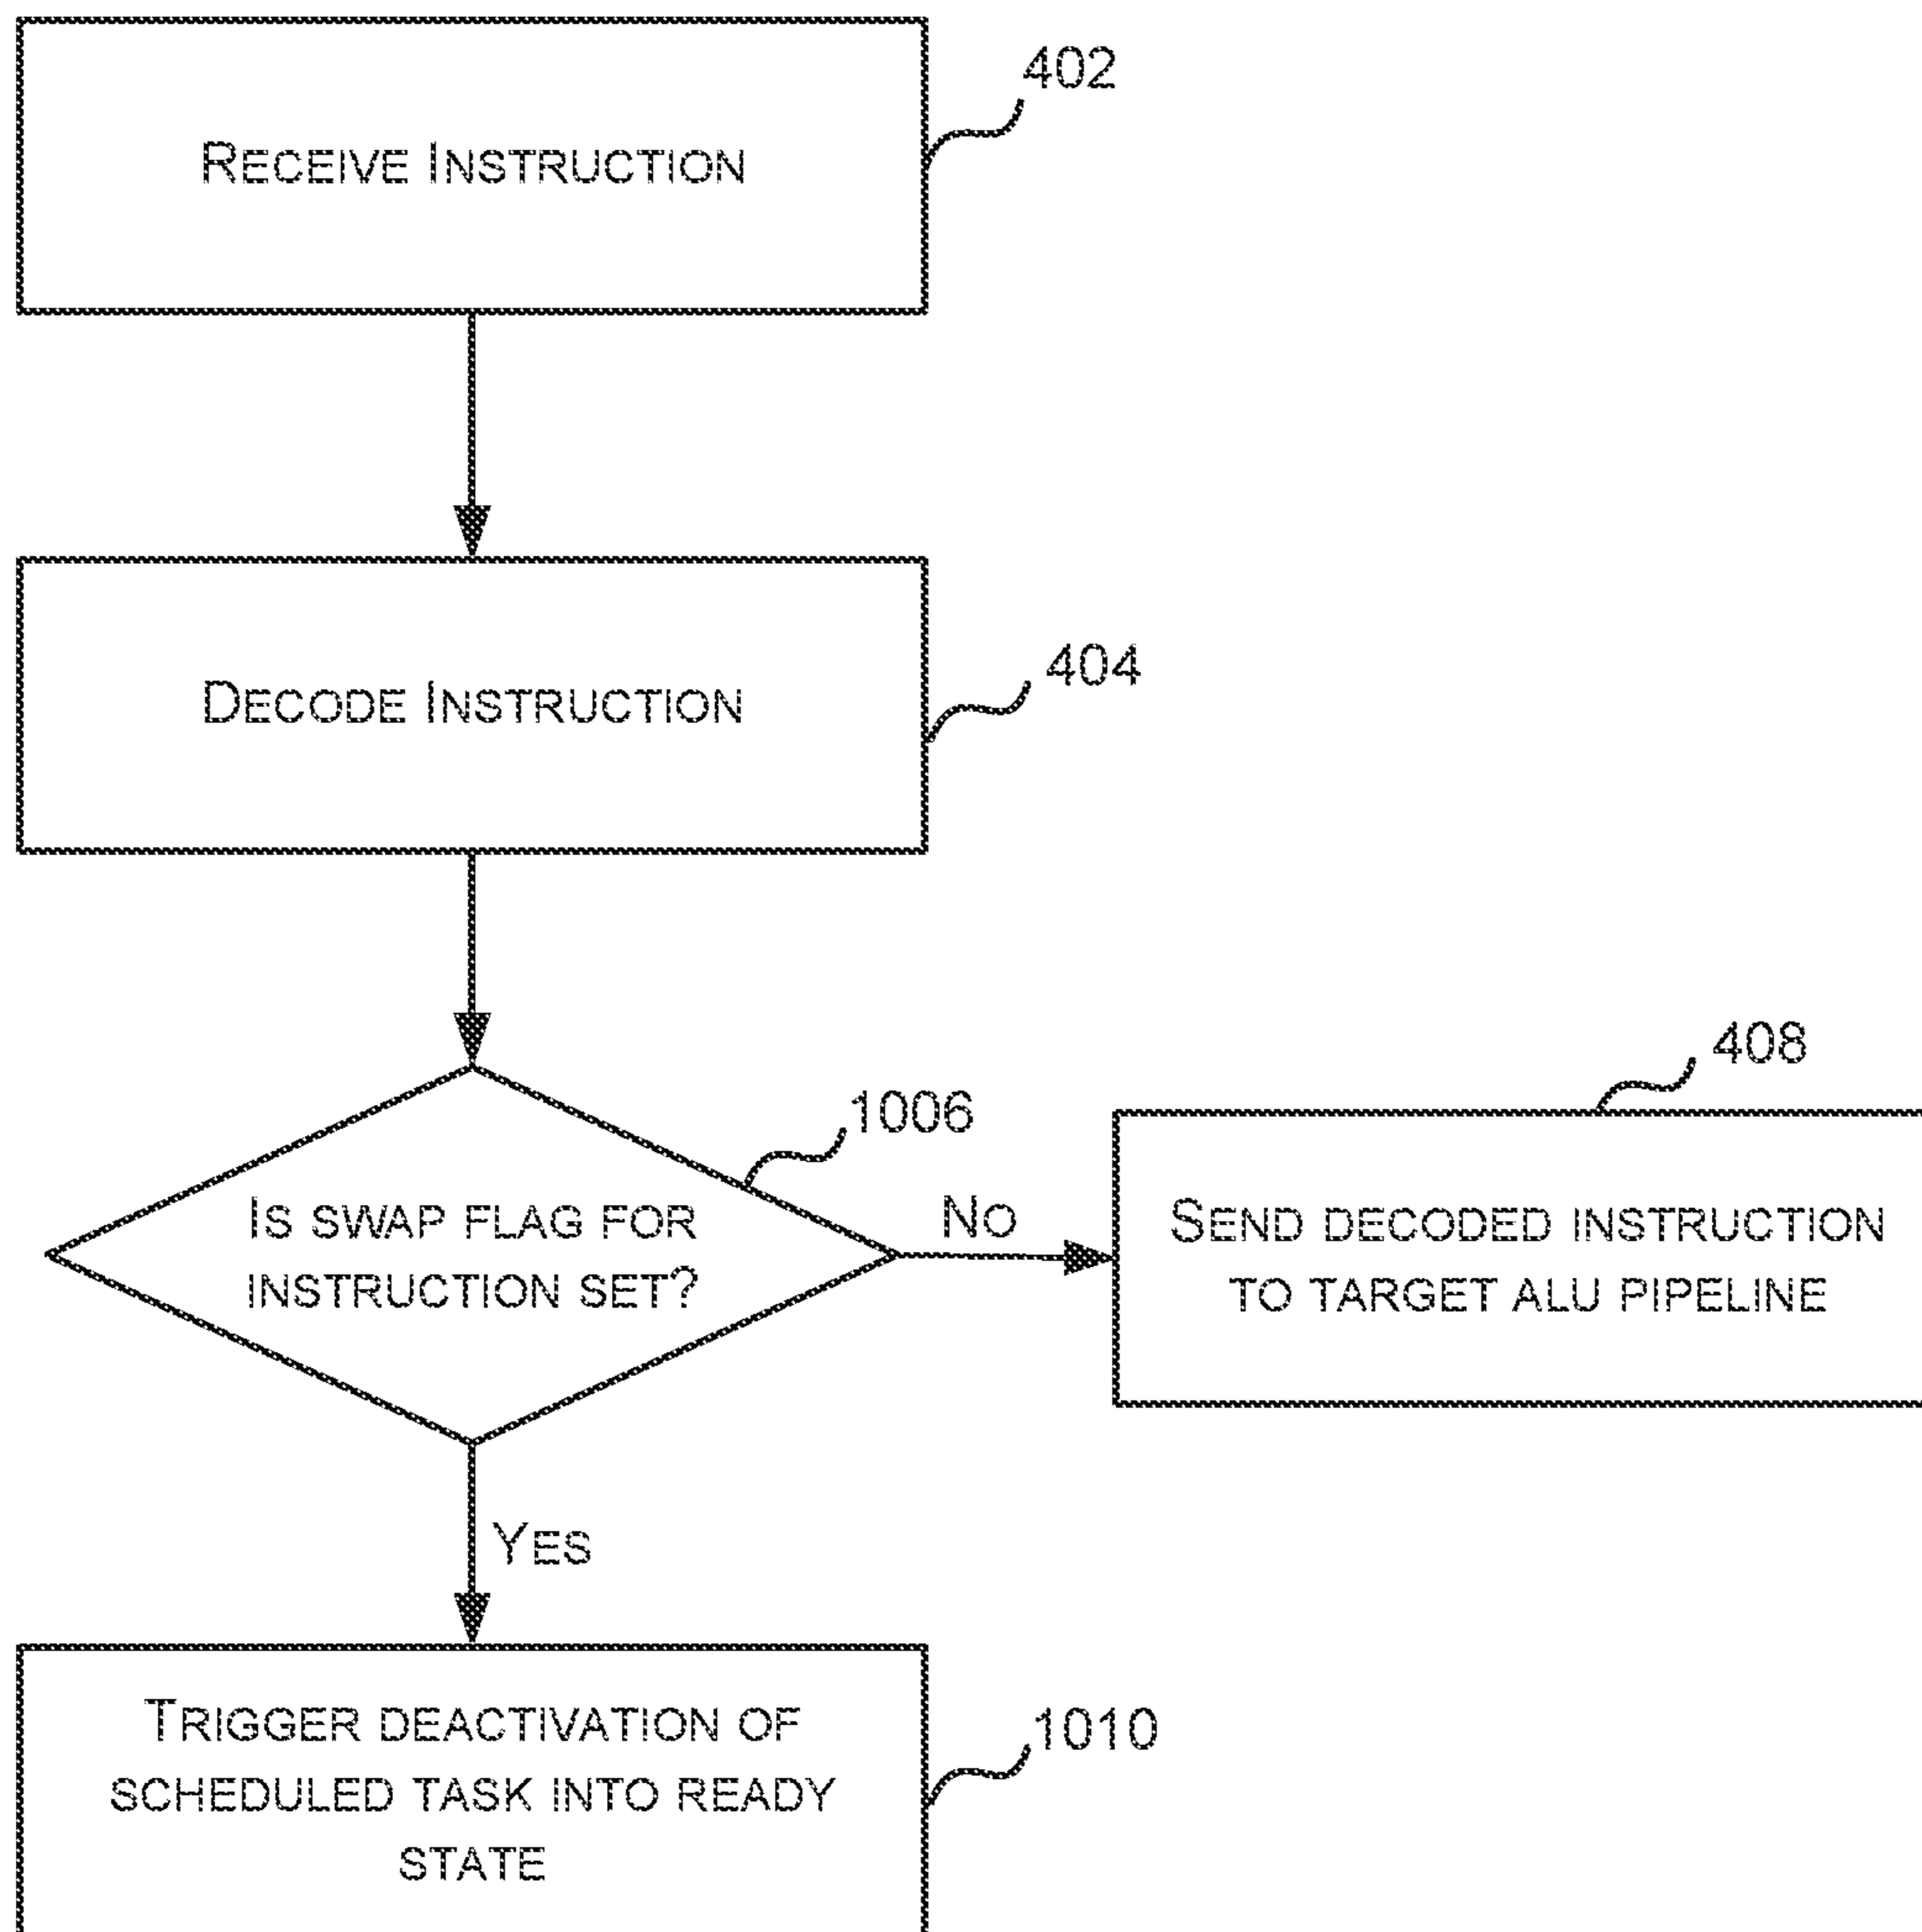 402
RECEIVE INSTRUCTION
404
DECODE INSTRUCTION
408
1006
IS SWAP FLAG FOR
INSTRUCTION SET?
NO
SEND DECODED INSTRUCTION
TO TARGET ALU PIPELINE
YES
TRIGGER DEACTIVATION OF
SCHEDULED TASK INTO READY
STATE
1010